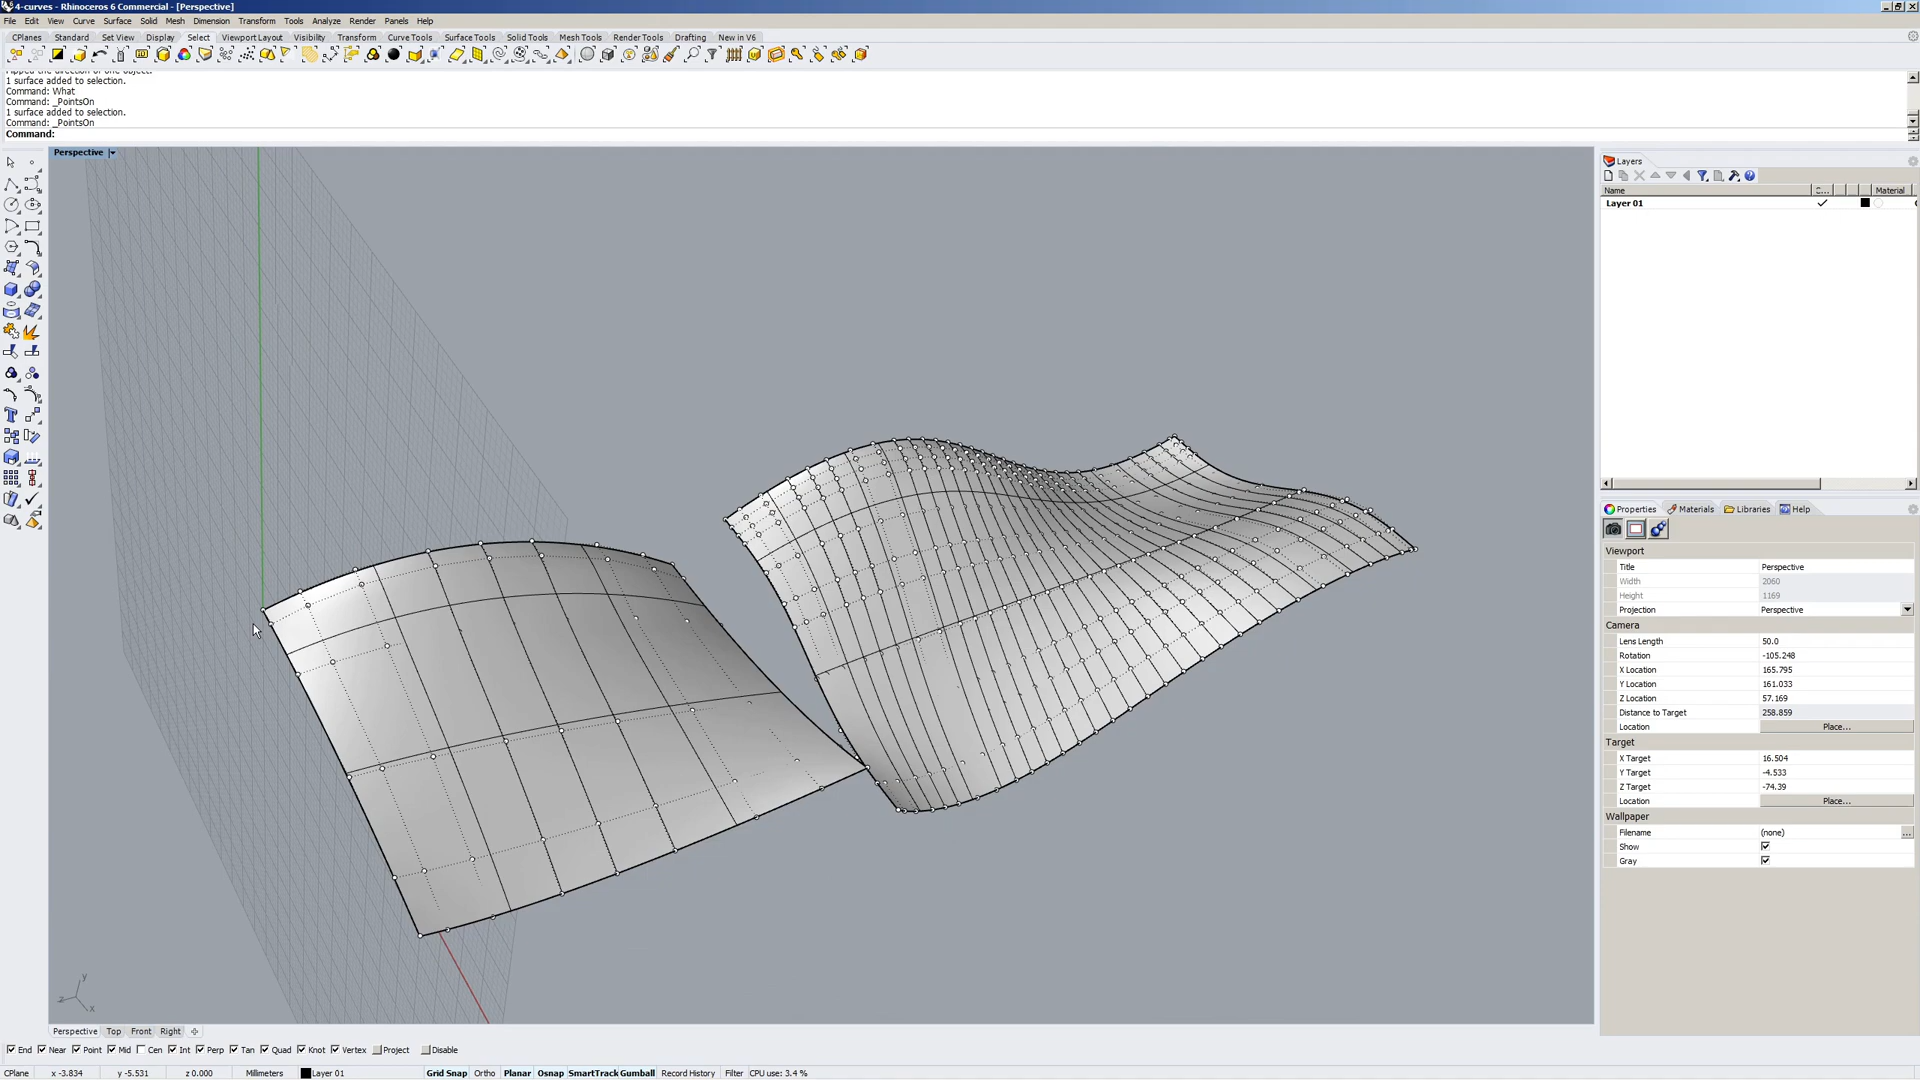 4-curves - Rhinoceros 6 Commercial - [Perspective]
File Edit View Curve Surface Solid Mesh Dimension Transform Tools Analyze Render Panels Help
CPlanes Standard Set View Display Select Viewport Layout Visibility Transform Curve Tools Surface Tools Solid Tools Mesh Tools Render Tools Drafting New in V6
1 surface added to selection.
Command: What
Command: _PointsOn
1 surface added to selection.
Command: _PointsOn
Command:
Perspective
Layers
Name C... Material
Layer 01
Properties Materials Libraries Help
Viewport
Title Perspective
Width 2060
Height 1169
Projection Perspective
Camera
Lens Length 50.0
Rotation -105.248
X Location 165.795
Y Location 161.033
Z Location 57.169
Distance to Target 258.859
Location Place...
Target
X Target 16.504
Y Target -4.533
Z Target -74.39
Location Place...
Wallpaper
Filename (none) ...
Show
Gray
y
z x
Perspective Top Front Right
End Near Point Mid Cen Int Perp Tan Quad Knot Vertex Project Disable
CPlane x -3.834 y -5.531 z 0.000 Millimeters Layer 01 Grid Snap Ortho Planar Osnap SmartTrack Gumball Record History Filter CPU use: 3.4 %